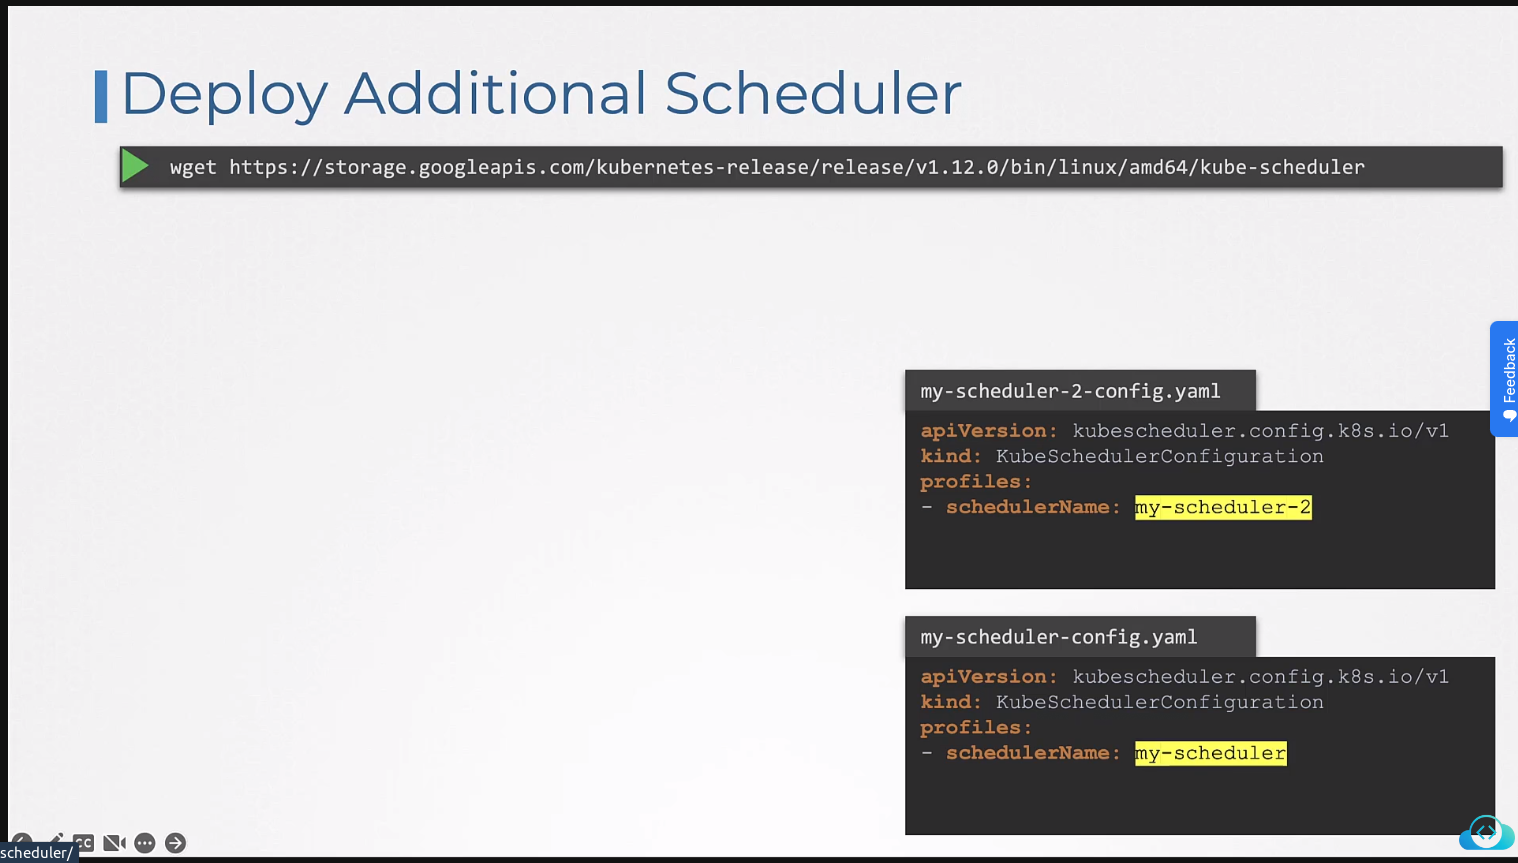 Deploy Additional Scheduler
wget https://storage.googleapis.com/kubernetes-release/release/v1.12.0/bin/linux/amd64/kube-scheduler
my-scheduler-2-config.yaml
apiVersion: kubescheduler.config.k8s.io/v1
kind: KubeSchedulerConfiguration
profiles:
- schedulerName: my-scheduler-2
my-scheduler-config.yaml
apiVersion: kubescheduler.config.k8s.io/v1
kind: KubeSchedulerConfiguration
profiles:
- schedulerName: my-scheduler
Feedback
CC
scheduler/